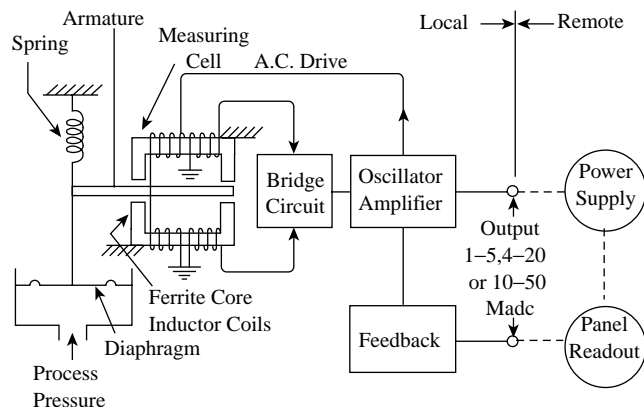 Armature
Spring
Measuring
Cell
A.C. Drive
Local
Remote
Bridge
Circuit
Oscillator
Amplifier
Power
Supply
Output
1–5,4–20
or 10–50
Madc
Ferrite Core
Inductor Coils
Diaphragm
Feedback
Panel
Readout
Process
Pressure